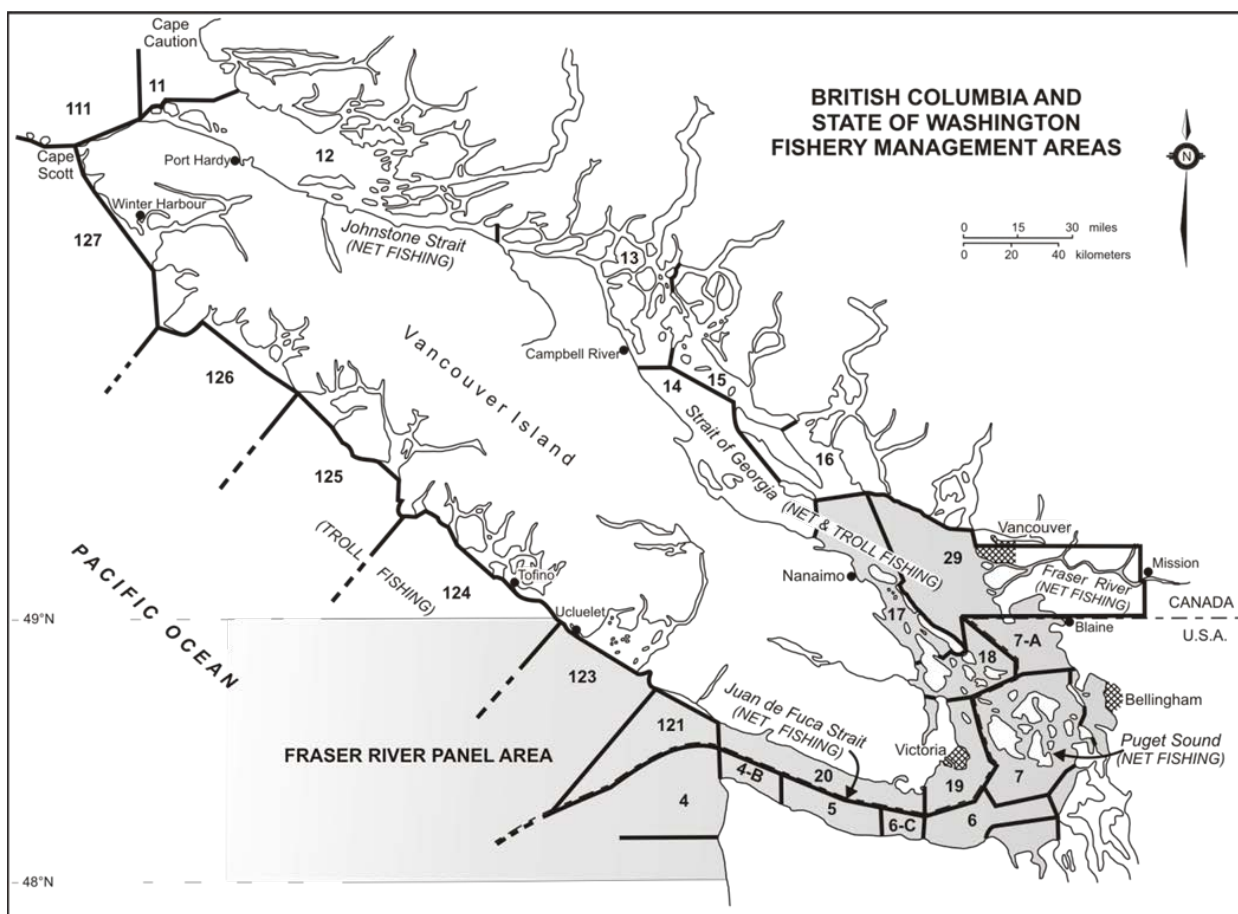 Cape
Caution
11
111
BRITISH COLUMBIA AND
STATE OF WASHINGTON
FISHERY MANAGEMENT AREAS
N
Cape
Scott
Port Hardy
12
Winter Harbour
127
Johnstone Strait
(NET FISHING)
13
0 15 30 miles
0 20 40 kilometers
Vancouver Island
Campbell River
14
15
126
Strait of Georgia
(NET & TROLL FISHING)
16
125
(TROLL FISHING)
124
Tofino
Ucluelet
PACIFIC OCEAN
Vancouver
29
Nanaimo
Fraser River
(NET FISHING)
Mission
CANADA
U.S.A.
49°N
17
Blaine
7-A
18
123
Bellingham
121
Juan de Fuca Strait
(NET FISHING)
FRASER RIVER PANEL AREA
Victoria
Puget Sound
(NET FISHING)
4-B
20
19
7
4
5
6-C
6
48°N